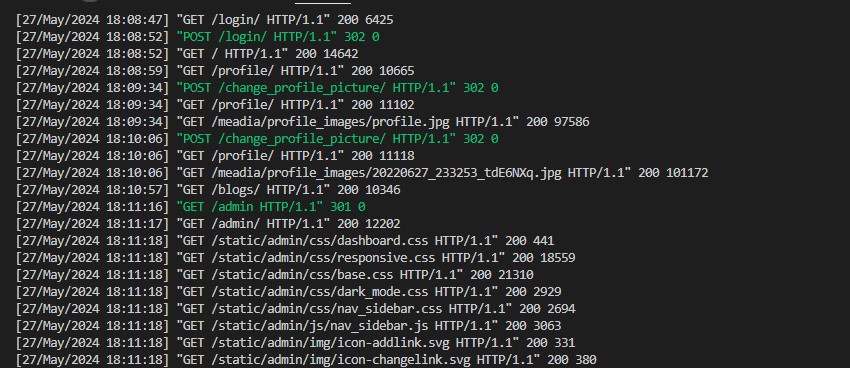 [27/May/2024 18:08:47] "GET /login/ HTTP/1.1" 200 6425
[27/May/2024 18:08:52] "POST /login/ HTTP/1.1" 302 0
[27/May/2024 18:08:52] "GET / HTTP/1.1" 200 14642
[27/May/2024 18:08:59] "GET /profile/ HTTP/1.1" 200 10665
[27/May/2024 18:09:34] "POST /change_profile_picture/ HTTP/1.1" 302 0
[27/May/2024 18:09:34] "GET /profile/ HTTP/1.1" 200 11102
[27/May/2024 18:09:34] "GET /meadia/profile_images/profile.jpg HTTP/1.1" 200 97586
[27/May/2024 18:10:06] "POST /change_profile_picture/ HTTP/1.1" 302 0
[27/May/2024 18:10:06] "GET /profile/ HTTP/1.1" 200 11118
[27/May/2024 18:10:06] "GET /meadia/profile_images/20220627_233253_tdE6NXq.jpg HTTP/1.1" 200 101172
[27/May/2024 18:10:57] "GET /blogs/ HTTP/1.1" 200 10346
[27/May/2024 18:11:16] "GET /admin HTTP/1.1" 301 0
[27/May/2024 18:11:17] "GET /admin/ HTTP/1.1" 200 12202
[27/May/2024 18:11:18] "GET /static/admin/css/dashboard.css HTTP/1.1" 200 441
[27/May/2024 18:11:18] "GET /static/admin/css/responsive.css HTTP/1.1" 200 18559
[27/May/2024 18:11:18] "GET /static/admin/css/base.css HTTP/1.1" 200 21310
[27/May/2024 18:11:18] "GET /static/admin/css/dark_mode.css HTTP/1.1" 200 2929
[27/May/2024 18:11:18] "GET /static/admin/css/nav_sidebar.css HTTP/1.1" 200 2694
[27/May/2024 18:11:18] "GET /static/admin/js/nav_sidebar.js HTTP/1.1" 200 3063
[27/May/2024 18:11:18] "GET /static/admin/img/icon-addlink.svg HTTP/1.1" 200 331
[27/May/2024 18:11:18] "GET /static/admin/img/icon-changelink.svg HTTP/1.1" 200 380